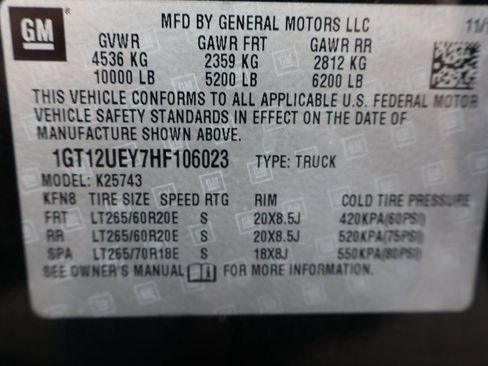 GM
MFD BY GENERAL MOTORS LLC 11/1
GVWR GAWR FRT GAWR RR
4536 KG 2359 KG 2812 KG
10000 LB 5200 LB 6200 LB
THIS VEHICLE CONFORMS TO ALL APPLICABLE U.S. FEDERAL MOTOR
VEHICLE SAFETY STANDARDS IN EFFECT ON THE DATE OF
MANUFACTURE SHOWN ABOVE.
1GT12UEY7HF106023 TYPE: TRUCK
MODEL: K25743
KFN8 TIRE SIZE SPEED RTG RIM COLD TIRE PRESSURE
FRT LT265/60R20E S 20X8.5J 420KPA(60PSI)
RR LT265/60R20E S 20X8.5J 520KPA(75PSI)
SPA LT265/70R18E S 18X8J 550KPA(80PSI)
SEE OWNER'S MANUAL FOR MORE INFORMATION.